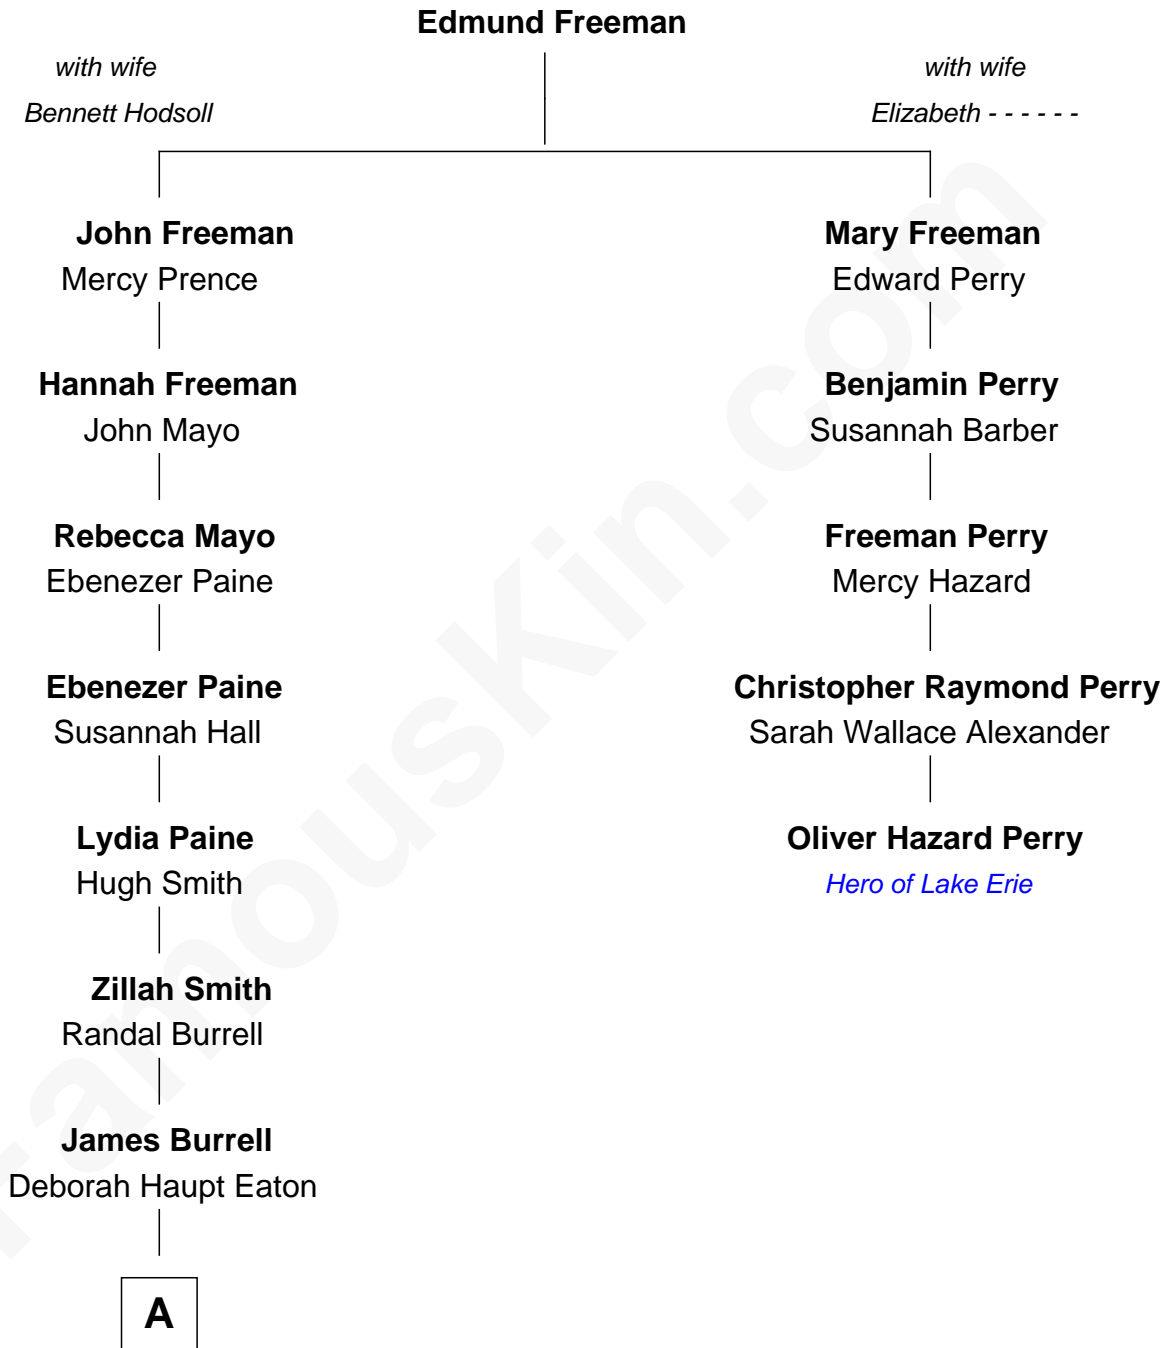 Edmund Freeman
with wife
Bennett Hodsoll
with wife
Elizabeth - - - - - -
John Freeman
Mercy Prence
Mary Freeman
Edward Perry
Hannah Freeman
John Mayo
Benjamin Perry
Susannah Barber
Rebecca Mayo
Ebenezer Paine
Freeman Perry
Mercy Hazard
Ebenezer Paine
Susannah Hall
Christopher Raymond Perry
Sarah Wallace Alexander
Lydia Paine
Hugh Smith
Oliver Hazard Perry
Hero of Lake Erie
Zillah Smith
Randal Burrell
James Burrell
Deborah Haupt Eaton
A
FamousKin.com